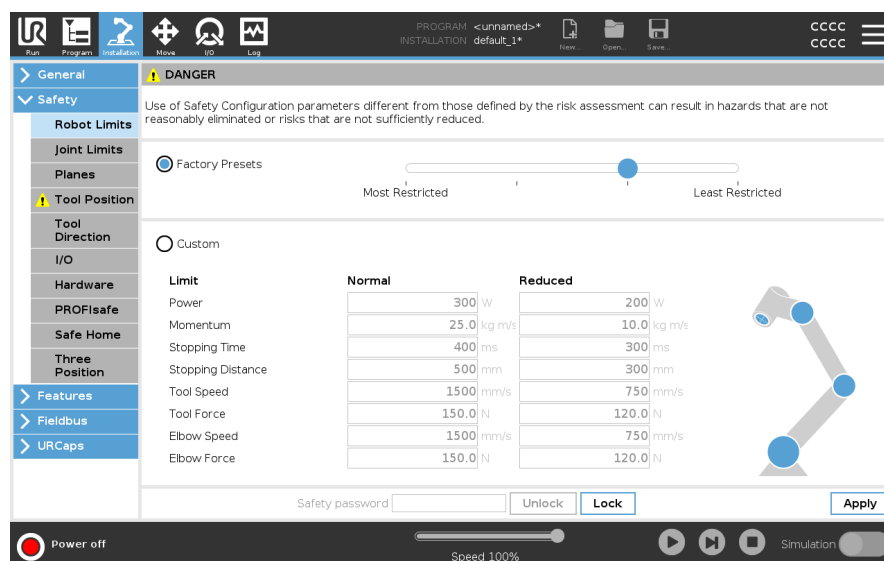 PROGRAM <unnamed>*
INSTALLATION default_1*
CCCC
CCCC
Run Program Installation Move I/O Log New... Open... Save...
General
Safety
Robot Limits
Joint Limits
Planes
Tool Position
Tool
Direction
I/O
Hardware
PROFIsafe
Safe Home
Three
Position
Features
Fieldbus
URCaps
DANGER
Use of Safety Configuration parameters different from those defined by the risk assessment can result in hazards that are not
reasonably eliminated or risks that are not sufficiently reduced.
Factory Presets
Most Restricted Least Restricted
Custom
Limit Normal Reduced
Power 300 W 200 W
Momentum 25.0 kg m/s 10.0 kg m/s
Stopping Time 400 ms 300 ms
Stopping Distance 500 mm 300 mm
Tool Speed 1500 mm/s 750 mm/s
Tool Force 150.0 N 120.0 N
Elbow Speed 1500 mm/s 750 mm/s
Elbow Force 150.0 N 120.0 N
Safety password Unlock Lock Apply
Power off Speed 100% Simulation